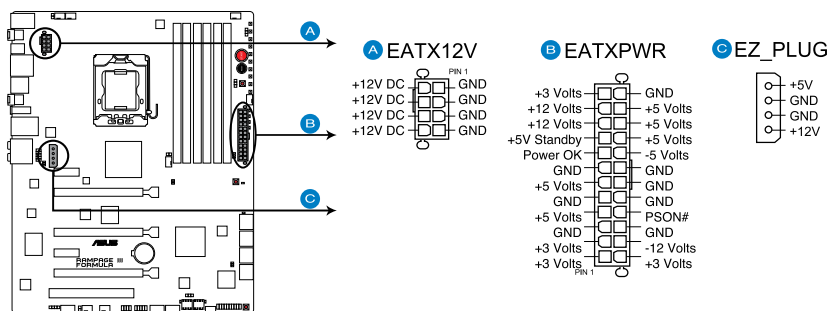 A
B
C
ASUS
RAMPAGE III
FORMULA
A EATX12V
PIN 1
+12V DC GND
+12V DC GND
+12V DC GND
+12V DC GND
B EATXPWR
+3 Volts GND
+12 Volts +5 Volts
+12 Volts +5 Volts
+5V Standby +5 Volts
Power OK -5 Volts
GND GND
+5 Volts GND
GND GND
+5 Volts PSON#
GND GND
+3 Volts -12 Volts
+3 Volts +3 Volts
PIN 1
C EZ_PLUG
+5V
GND
GND
+12V